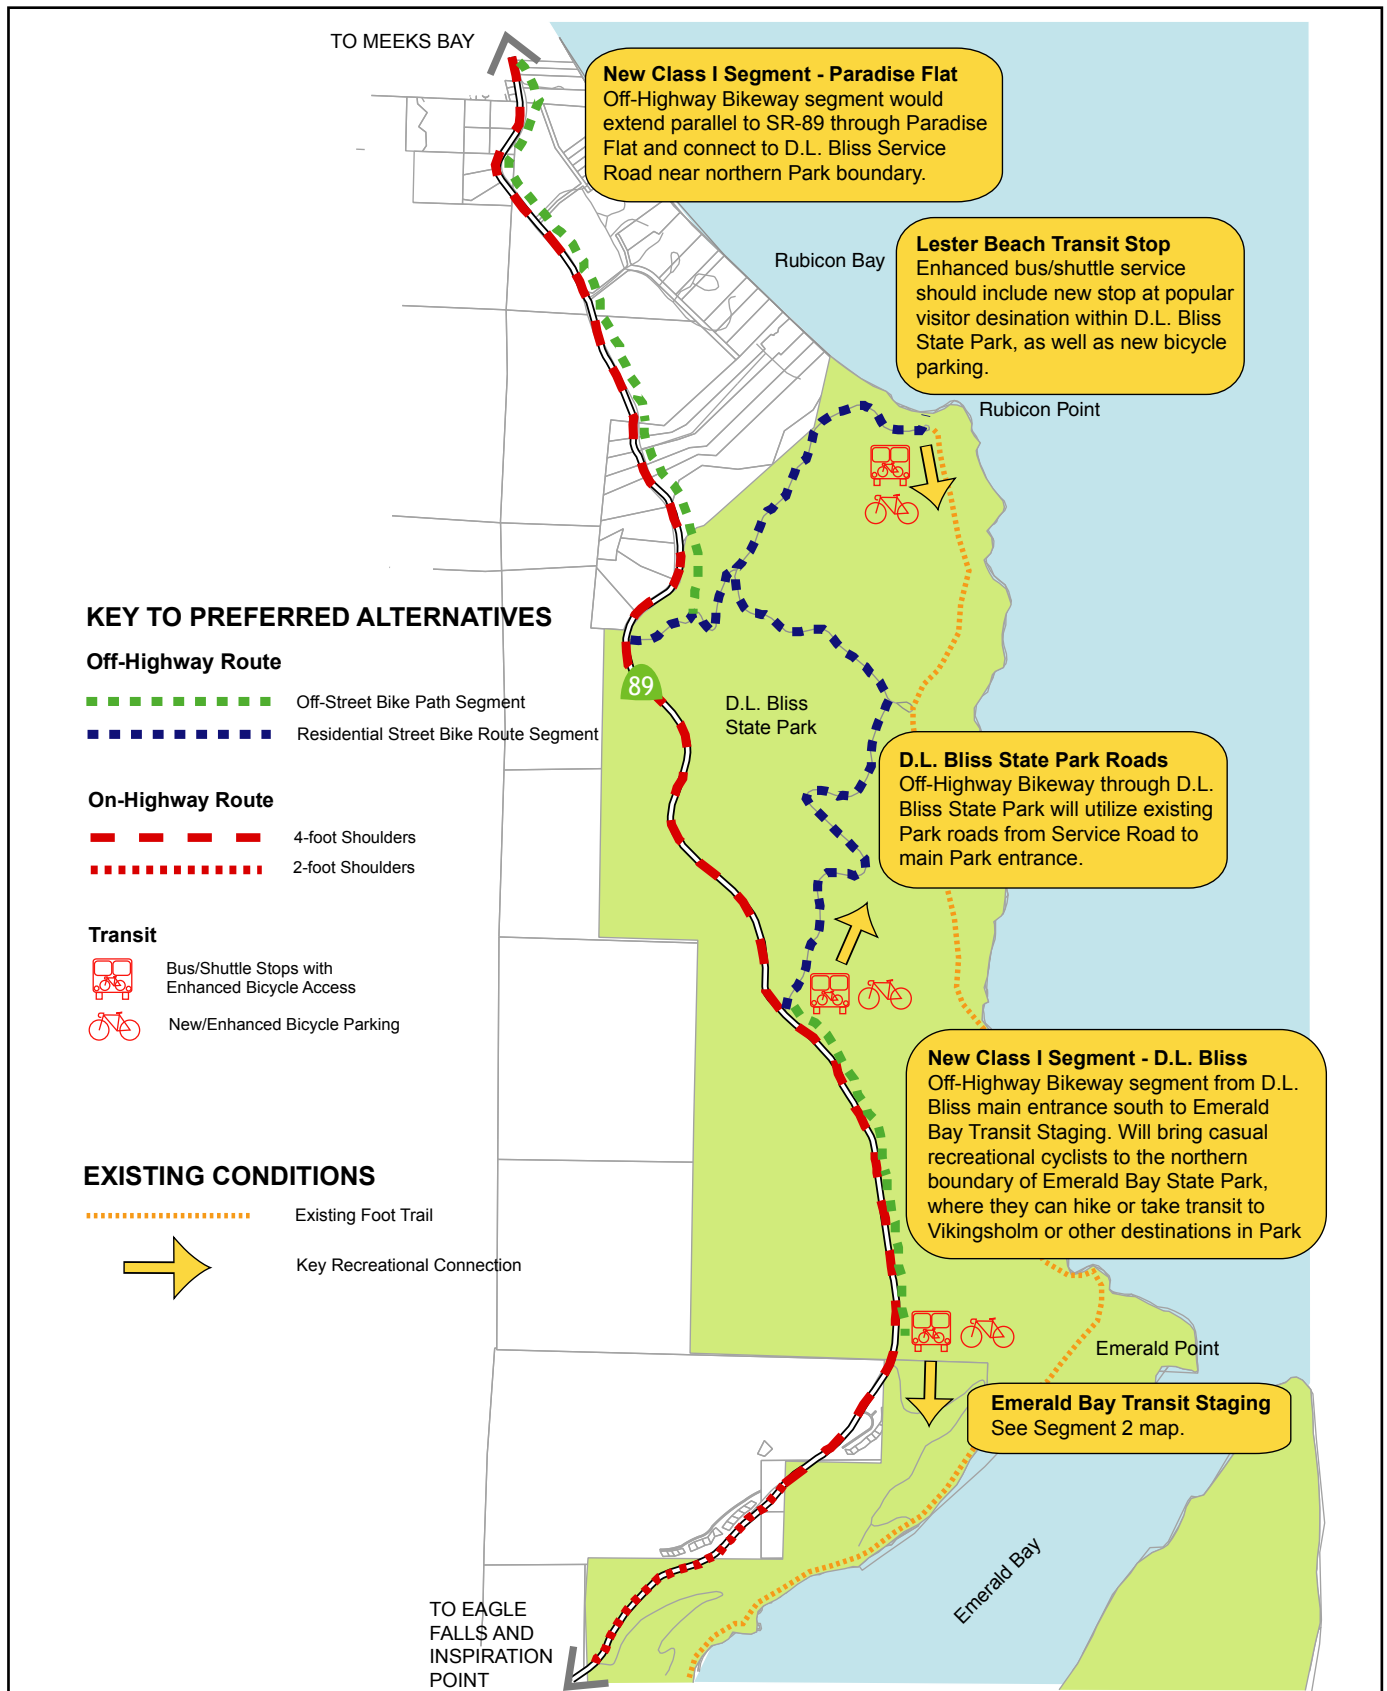 TO MEEKS BAY
New Class I Segment - Paradise Flat
Off-Highway Bikeway segment would
extend parallel to SR-89 through Paradise
Flat and connect to D.L. Bliss Service
Road near northern Park boundary.
Rubicon Bay
Lester Beach Transit Stop
Enhanced bus/shuttle service
should include new stop at popular
visitor desination within D.L. Bliss
State Park, as well as new bicycle
parking.
Rubicon Point
KEY TO PREFERRED ALTERNATIVES
Off-Highway Route
Off-Street Bike Path Segment
Residential Street Bike Route Segment
On-Highway Route
4-foot Shoulders
2-foot Shoulders
Transit
Bus/Shuttle Stops with
Enhanced Bicycle Access
New/Enhanced Bicycle Parking
EXISTING CONDITIONS
Existing Foot Trail
Key Recreational Connection
89
D.L. Bliss
State Park
D.L. Bliss State Park Roads
Off-Highway Bikeway through D.L.
Bliss State Park will utilize existing
Park roads from Service Road to
main Park entrance.
New Class I Segment - D.L. Bliss
Off-Highway Bikeway segment from D.L.
Bliss main entrance south to Emerald
Bay Transit Staging. Will bring casual
recreational cyclists to the northern
boundary of Emerald Bay State Park,
where they can hike or take transit to
Vikingsholm or other destinations in Park
Emerald Point
Emerald Bay Transit Staging
See Segment 2 map.
Emerald Bay
TO EAGLE
FALLS AND
INSPIRATION
POINT